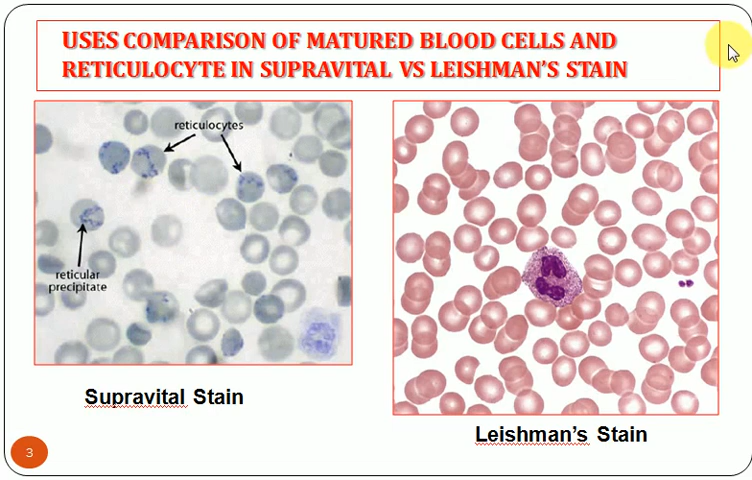 USES COMPARISON OF MATURED BLOOD CELLS AND
RETICULOCYTE IN SUPRAVITAL VS LEISHMAN’S STAIN
reticulocytes
reticular
precipitate
Supravital Stain
Leishman’s Stain
3